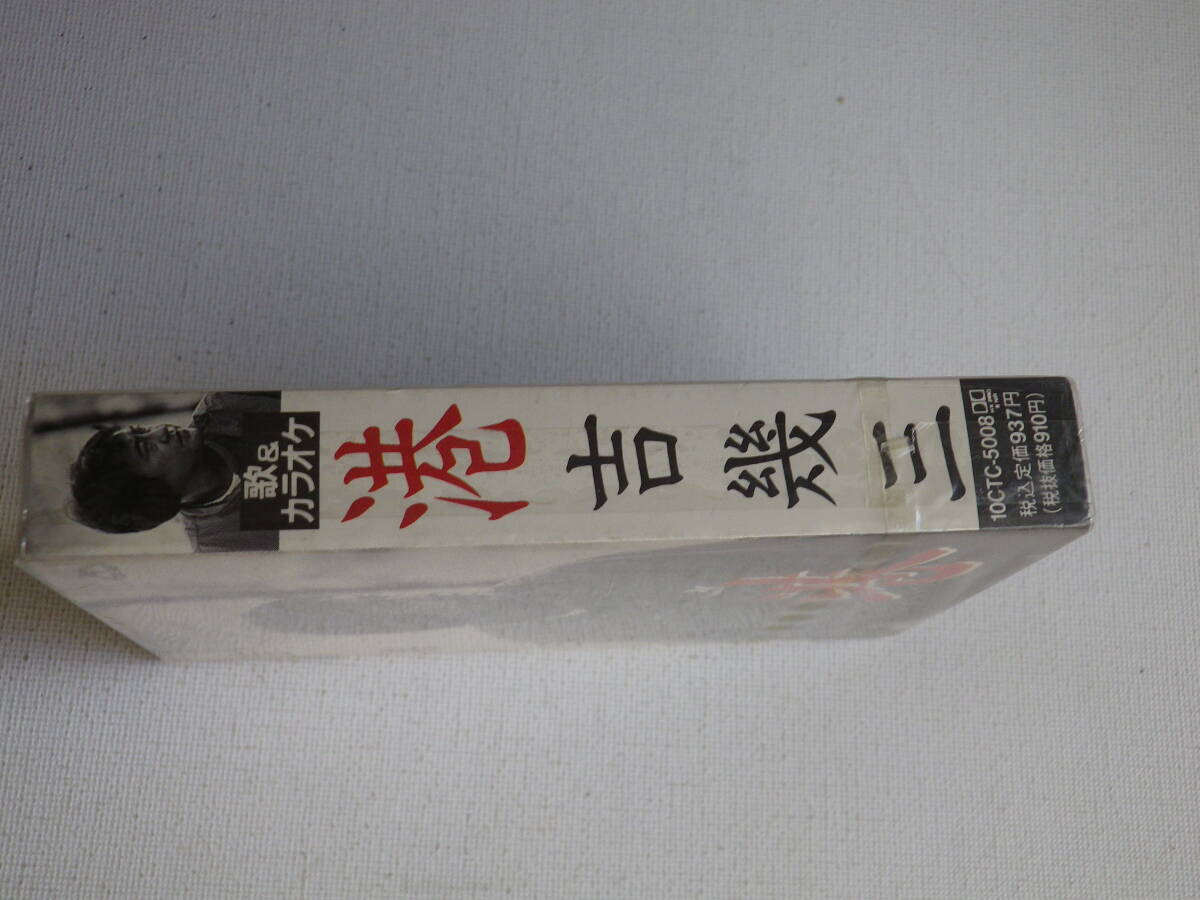 歌&
カラオケ
港
吉幾三
10CTC-5008
税込定価937円
(税抜価格910円)